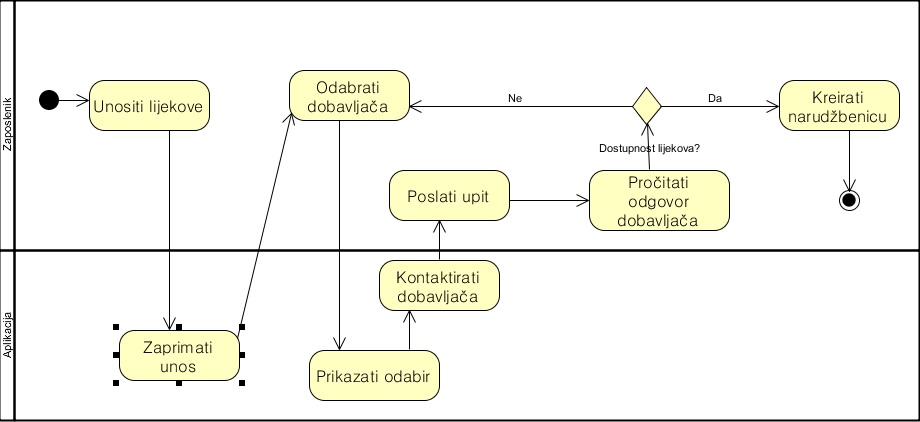 Zaposlenik
Unositi lijekove
Odabrati
dobavljača
Ne
Da
Kreirati
narudžbenicu
Dostupnost lijekova?
Poslati upit
Pročitati
odgovor
dobavljača
Aplikacija
Kontaktirati
dobavljača
Zaprimati
unos
Prikazati odabir